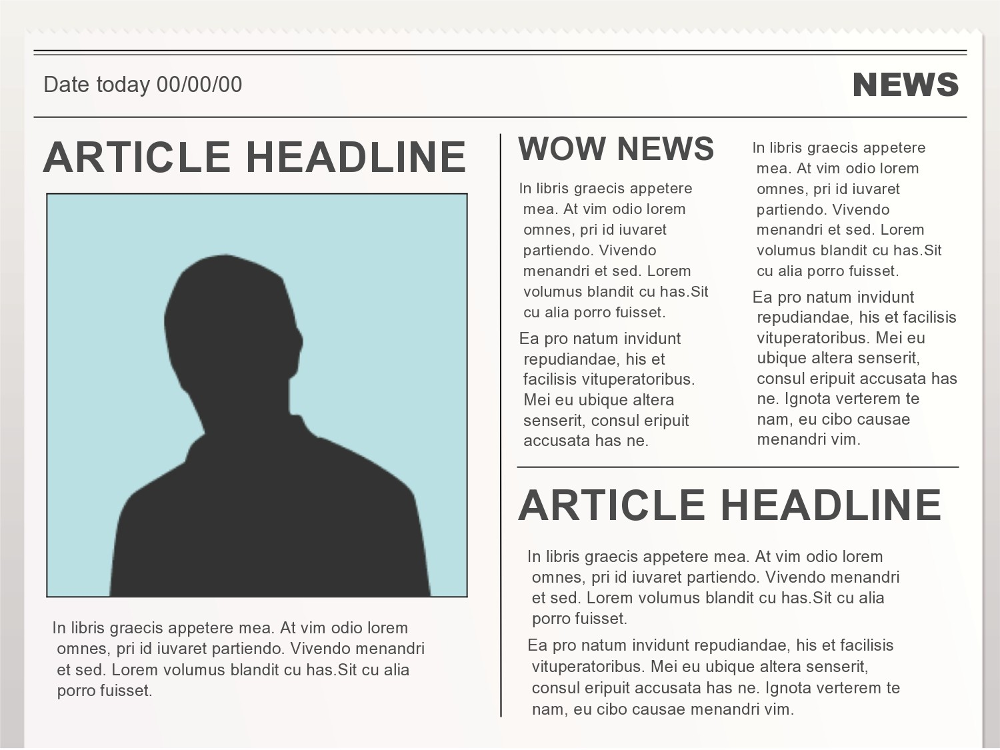 Date today 00/00/00
NEWS
ARTICLE HEADLINE
In libris graecis appetere mea. At vim odio lorem
omnes, pri id iuvaret partiendo. Vivendo menandri
et sed. Lorem volumus blandit cu has.Sit cu alia
porro fuisset.
WOW NEWS
In libris graecis appetere
mea. At vim odio lorem
omnes, pri id iuvaret
partiendo. Vivendo
menandri et sed. Lorem
volumus blandit cu has.Sit
cu alia porro fuisset.
Ea pro natum invidunt
repudiandae, his et
facilisis vituperatoribus.
Mei eu ubique altera
senserit, consul eripuit
accusata has ne.
In libris graecis appetere
mea. At vim odio lorem
omnes, pri id iuvaret
partiendo. Vivendo
menandri et sed. Lorem
volumus blandit cu has.Sit
cu alia porro fuisset.
Ea pro natum invidunt
repudiandae, his et facilisis
vituperatoribus. Mei eu
ubique altera senserit,
consul eripuit accusata has
ne. Ignota verterem te
nam, eu cibo causae
menandri vim.
ARTICLE HEADLINE
In libris graecis appetere mea. At vim odio lorem
omnes, pri id iuvaret partiendo. Vivendo menandri
et sed. Lorem volumus blandit cu has.Sit cu alia
porro fuisset.
Ea pro natum invidunt repudiandae, his et facilisis
vituperatoribus. Mei eu ubique altera senserit,
consul eripuit accusata has ne. Ignota verterem te
nam, eu cibo causae menandri vim.